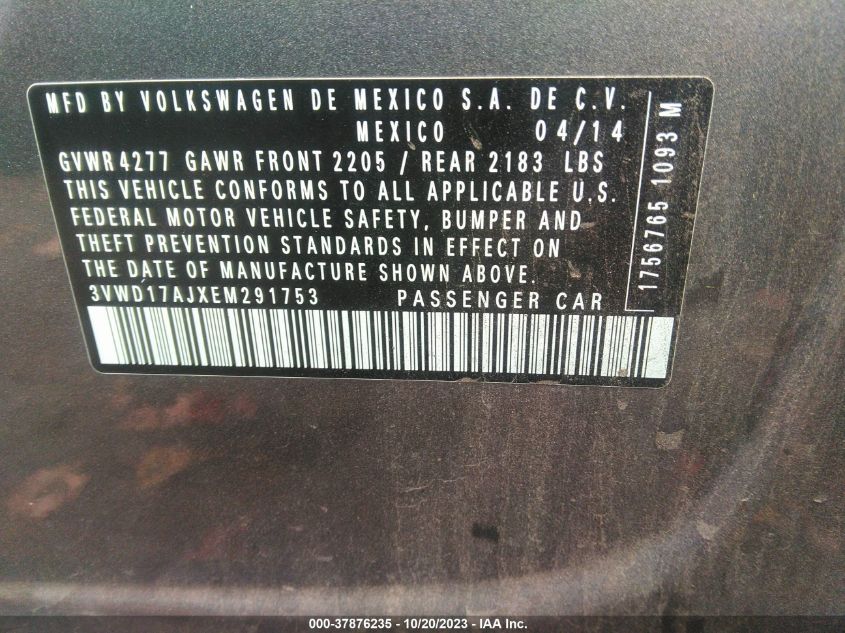 MFD BY VOLKSWAGEN DE MEXICO S.A. DE C.V.
MEXICO 04/14
GVWR 4277 GAWR FRONT 2205 / REAR 2183 LBS
THIS VEHICLE CONFORMS TO ALL APPLICABLE U.S.
FEDERAL MOTOR VEHICLE SAFETY, BUMPER AND
THEFT PREVENTION STANDARDS IN EFFECT ON
THE DATE OF MANUFACTURE SHOWN ABOVE.
3VWD17AJXEM291753 PASSENGER CAR
1756765 1093 M
000-37876235 - 10/20/2023 - IAA Inc.